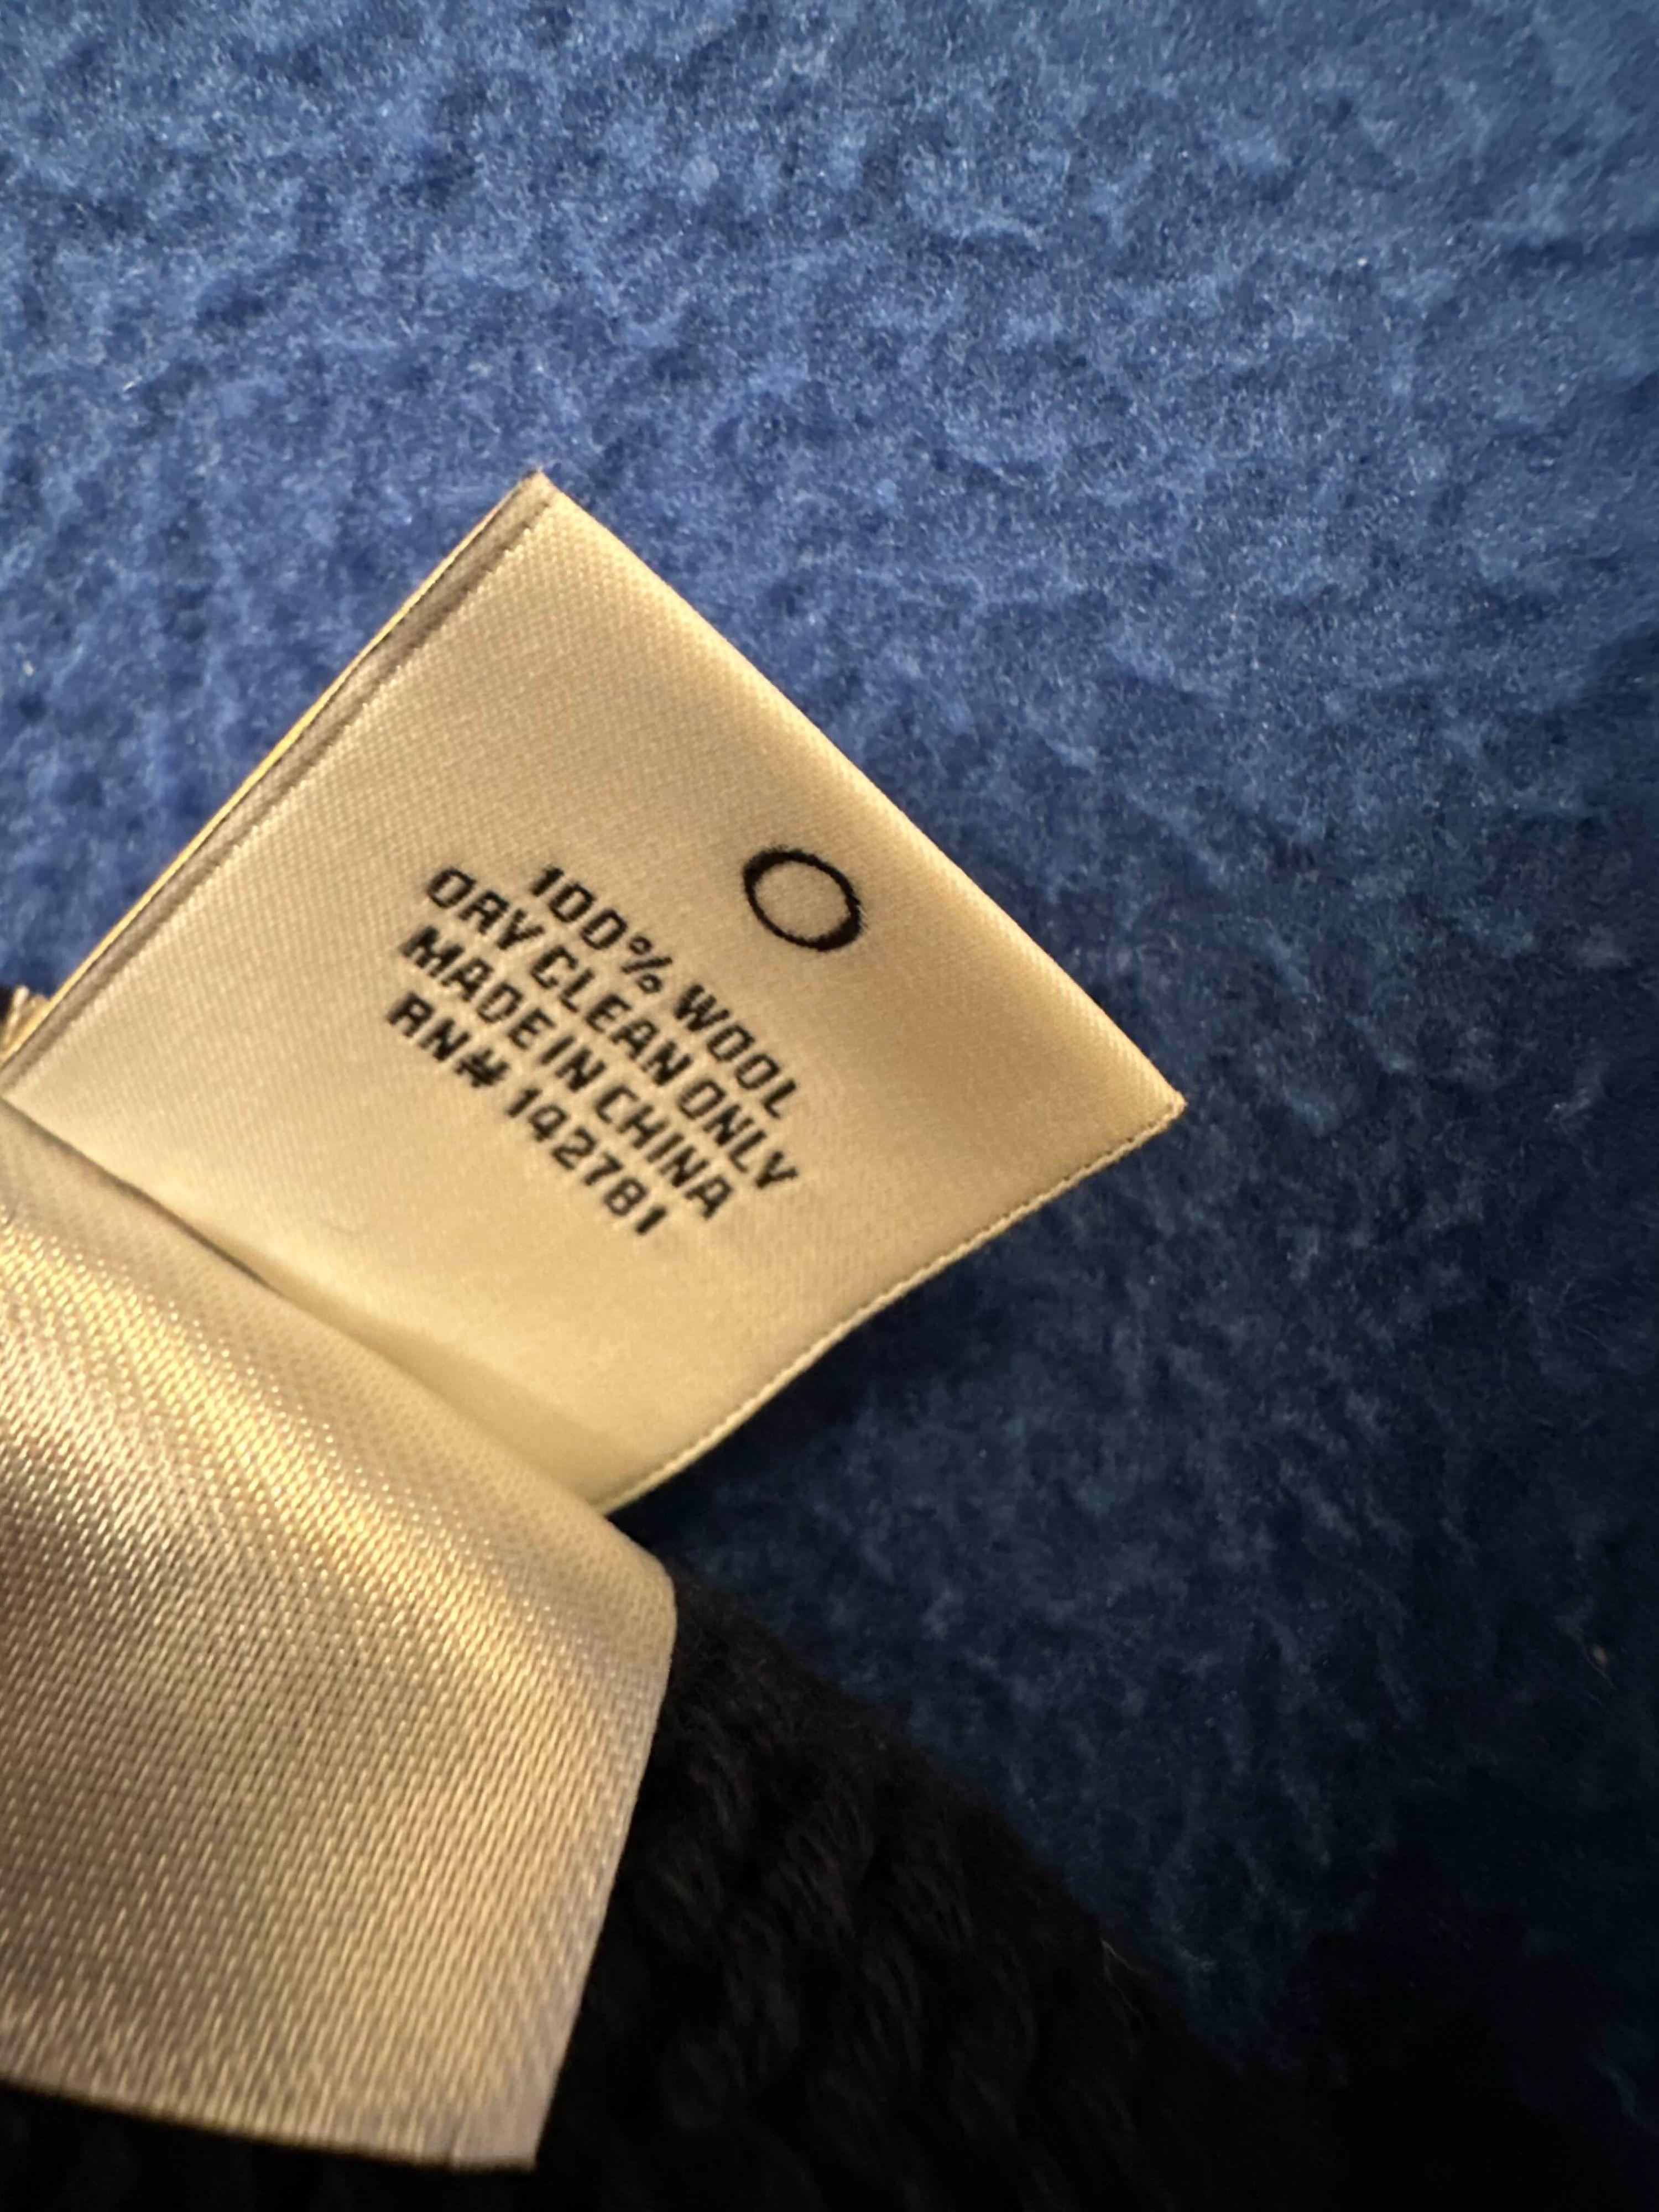 O
100% WOOL
DRY CLEAN ONLY
MADE IN CHINA
RN# 142781